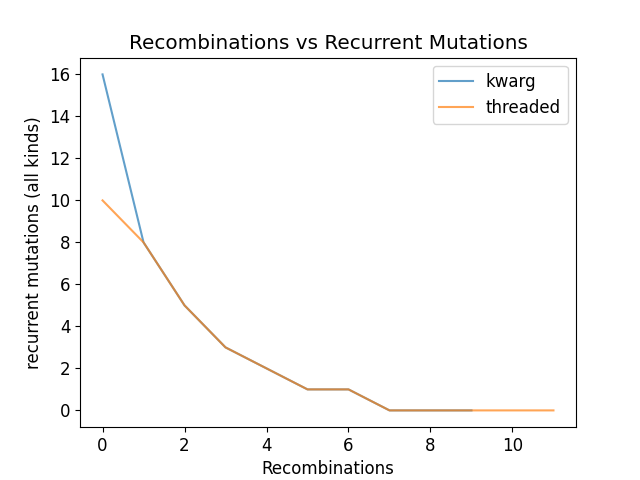 Recombinations vs Recurrent Mutations
kwarg
threaded
recurrent mutations (all kinds)
16
14
12
10
8
6
4
2
0
0 2 4 6 8 10
Recombinations